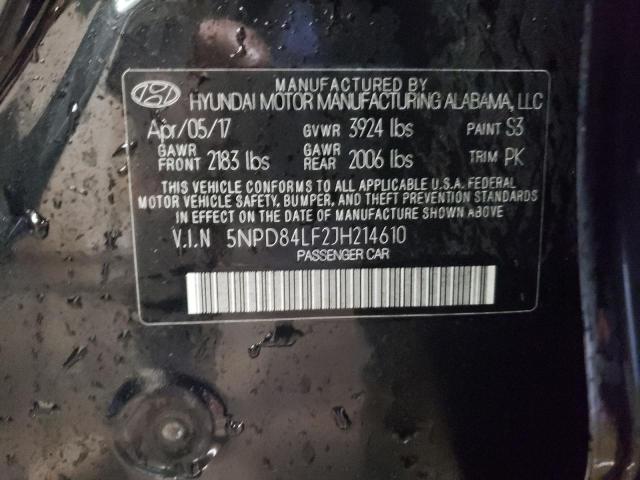 MANUFACTURED BY
HYUNDAI MOTOR MANUFACTURING ALABAMA, LLC
Apr/05/17 GVWR 3924 lbs PAINT S3
GAWR FRONT 2183 lbs GAWR REAR 2006 lbs TRIM PK
THIS VEHICLE CONFORMS TO ALL APPLICABLE U.S.A. FEDERAL
MOTOR VEHICLE SAFETY, BUMPER, AND THEFT PREVENTION STANDARDS
IN EFFECT ON THE DATE OF MANUFACTURE SHOWN ABOVE
V.I.N 5NPD84LF2JH214610
PASSENGER CAR